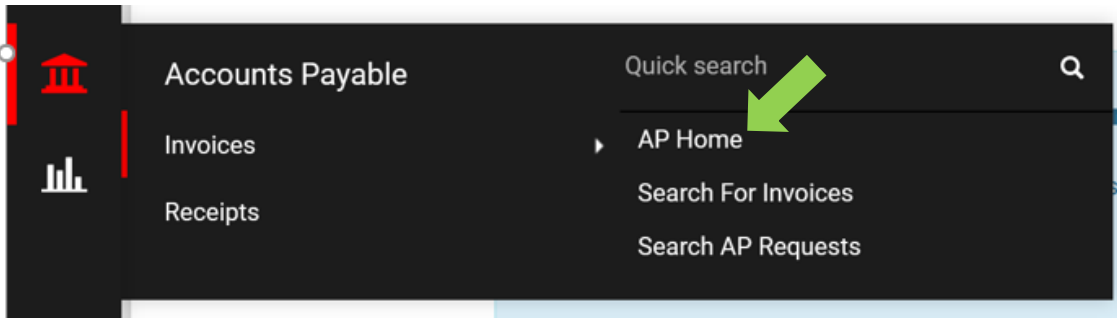 Accounts Payable
Invoices
Receipts
Quick search
AP Home
Search For Invoices
Search AP Requests